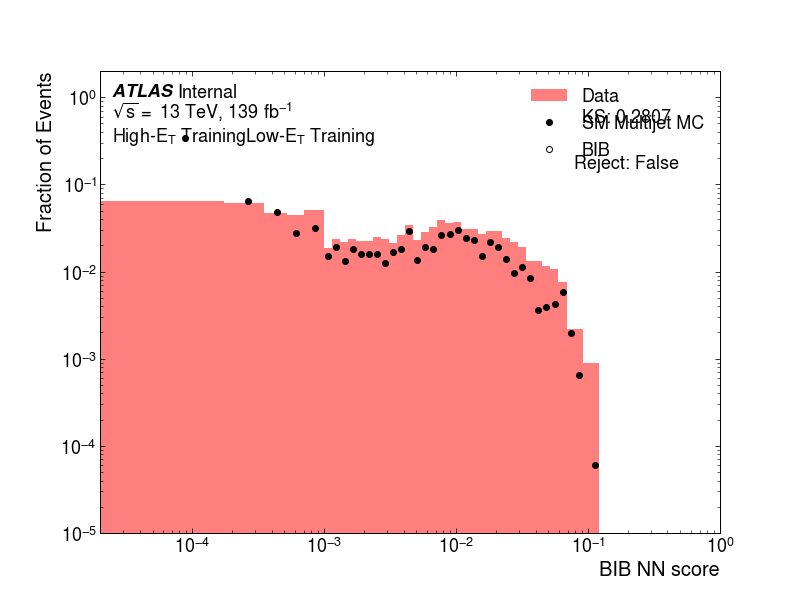 Fraction of Events
ATLAS Internal
√s = 13 TeV, 139 fb⁻¹
High-E_T TrainingLow-E_T Training
Data
KS: 0.2807
SM Multijet MC
BIB
Reject: False
10⁰
10⁻¹
10⁻²
10⁻³
10⁻⁴
10⁻⁵
10⁻⁴
10⁻³
10⁻²
10⁻¹
10⁰
BIB NN score